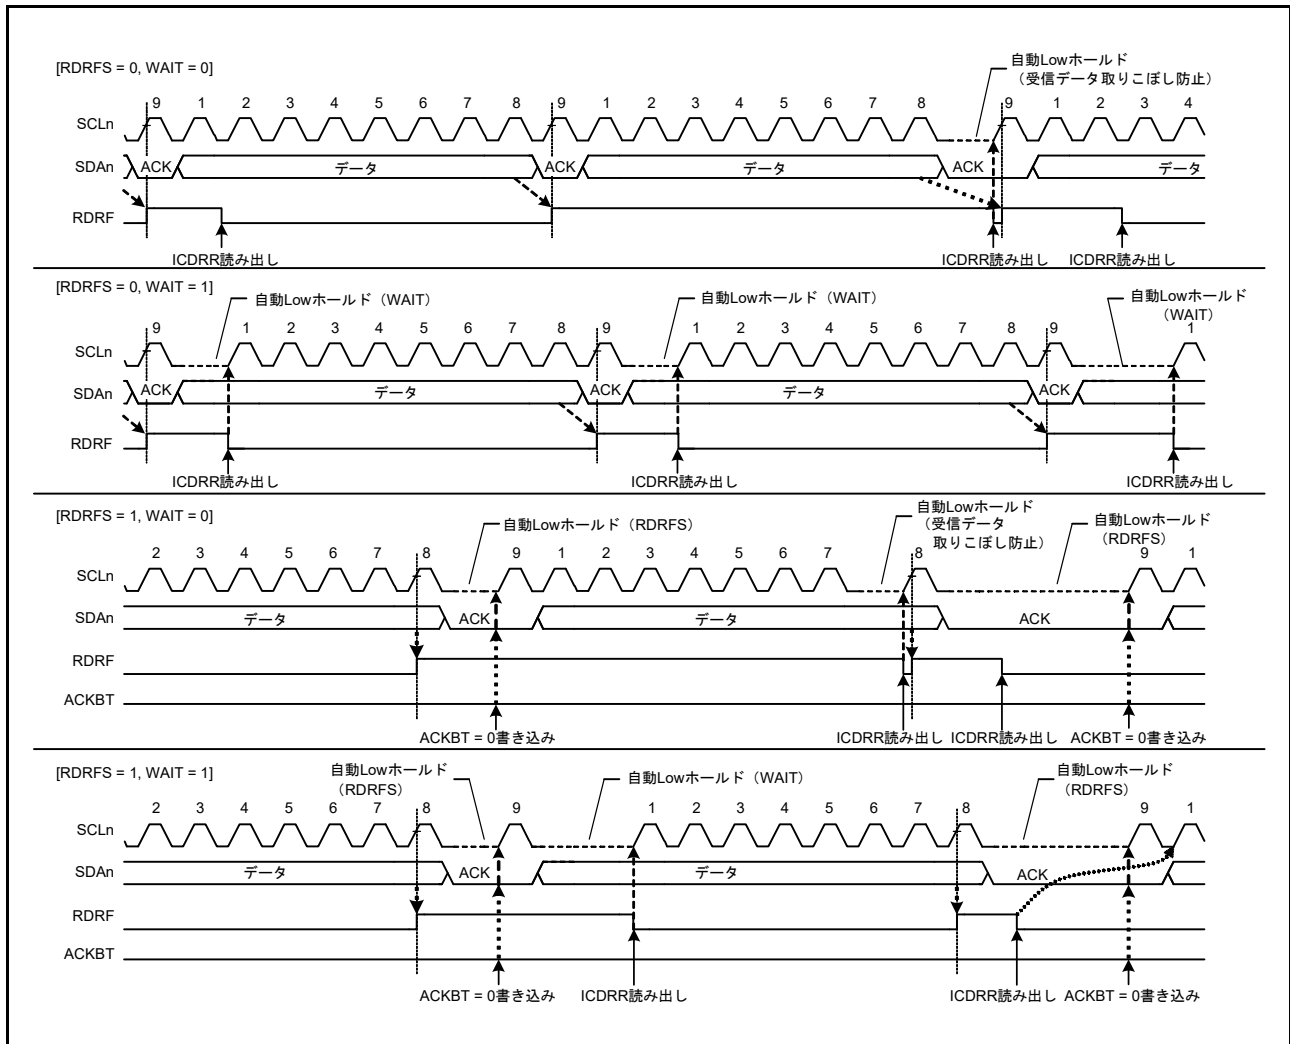 [RDRFS = 0, WAIT = 0]
自動Lowホールド
（受信データ取りこぼし防止）
9 1 2 3 4 5 6 7 8 9 1 2 3 4 5 6 7 8 9 1 2 3 4
SCLn
SDAn ACK データ ACK データ ACK データ
RDRF
ICDRR読み出し ICDRR読み出し ICDRR読み出し
[RDRFS = 0, WAIT = 1]
自動Lowホールド（WAIT） 自動Lowホールド（WAIT） 自動Lowホールド
（WAIT）
9 1 2 3 4 5 6 7 8 9 1 2 3 4 5 6 7 8 9 1
SCLn
SDAn ACK データ ACK データ ACK
RDRF
ICDRR読み出し ICDRR読み出し ICDRR読み出し
[RDRFS = 1, WAIT = 0]
自動Lowホールド（RDRFS） 自動Lowホールド
（受信データ
取りこぼし防止）
自動Lowホールド
（RDRFS）
2 3 4 5 6 7 8 9 1 2 3 4 5 6 7 8 9 1
SCLn
SDAn データ ACK データ ACK
RDRF
ACKBT
ACKBT = 0書き込み ICDRR読み出し ICDRR読み出し ACKBT = 0書き込み
[RDRFS = 1, WAIT = 1]
自動Lowホールド
（RDRFS）
自動Lowホールド（WAIT） 自動Lowホールド
（RDRFS）
2 3 4 5 6 7 8 9 1 2 3 4 5 6 7 8 9 1
SCLn
SDAn データ ACK データ ACK
RDRF
ACKBT
ACKBT = 0書き込み ICDRR読み出し ICDRR読み出し ACKBT = 0書き込み